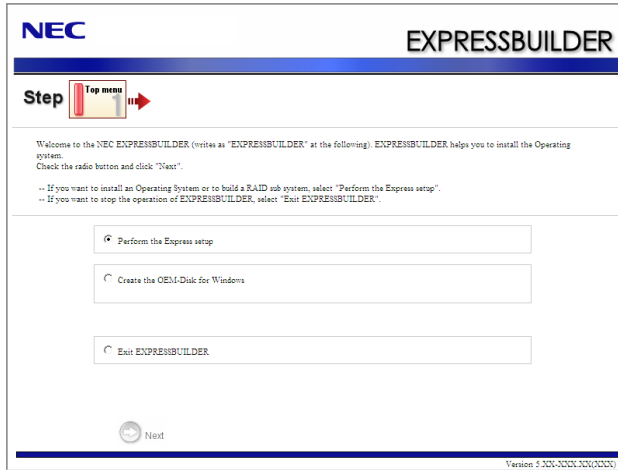 NEC
EXPRESSBUILDER
Step
Top menu
1
Welcome to the NEC EXPRESSBUILDER (writes as "EXPRESSBUILDER" at the following). EXPRESSBUILDER helps you to install the Operating
system.
Check the radio button and click "Next".
-- If you want to install an Operating System or to build a RAID sub system, select "Perform the Express setup".
-- If you want to stop the operation of EXPRESSBUILDER, select "Exit EXPRESSBUILDER".
Perform the Express setup
Create the OEM-Disk for Windows
Exit EXPRESSBUILDER
Next
Version 5.XX-XXX.XX(XXX)